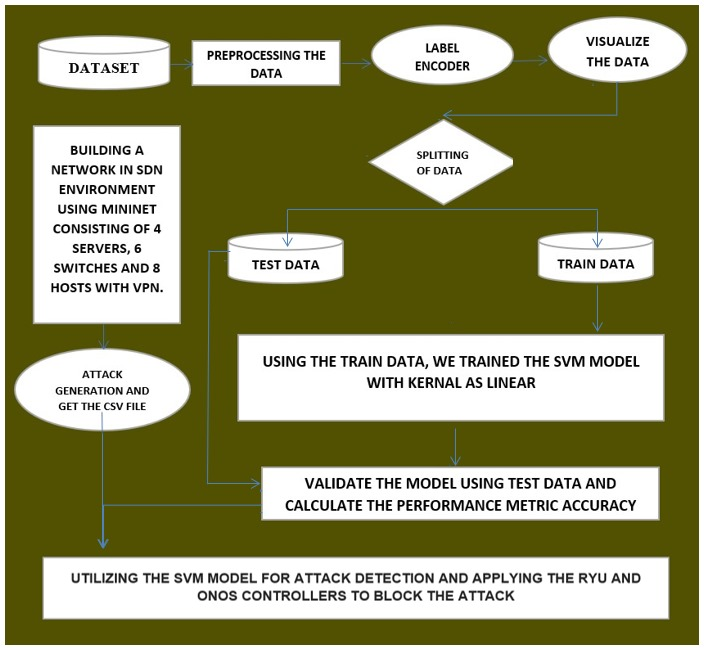 DATASET
PREPROCESSING THE
DATA
LABEL
ENCODER
VISUALIZE
THE DATA
SPLITTING
OF DATA
BUILDING A
NETWORK IN SDN
ENVIRONMENT
USING MININET
CONSISTING OF 4
SERVERS, 6
SWITCHES AND 8
HOSTS WITH VPN.
TEST DATA
TRAIN DATA
USING THE TRAIN DATA, WE TRAINED THE SVM MODEL
WITH KERNAL AS LINEAR
ATTACK
GENERATION AND
GET THE CSV FILE
VALIDATE THE MODEL USING TEST DATA AND
CALCULATE THE PERFORMANCE METRIC ACCURACY
UTILIZING THE SVM MODEL FOR ATTACK DETECTION AND APPLYING THE RYU AND
ONOS CONTROLLERS TO BLOCK THE ATTACK